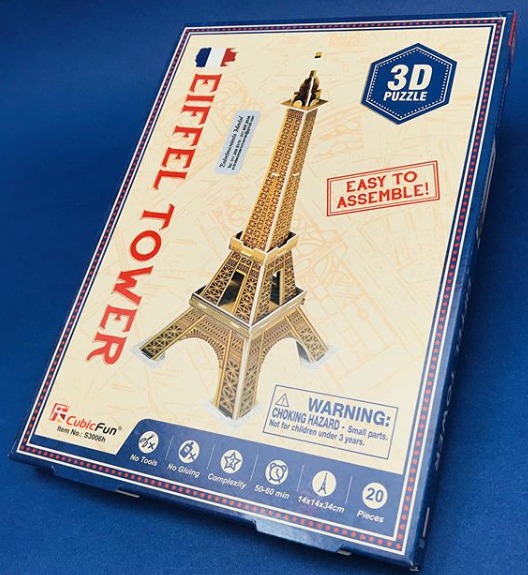 EIFFEL TOWER
3D
PUZZLE
EASY TO
ASSEMBLE!
WARNING:
CHOKING HAZARD - Small parts.
Not for children under 3 years.
CubicFun®
Item No.: S3006h
No Tools
No Gluing
Complexity
50-60 min
14x14x34cm
20
Pieces